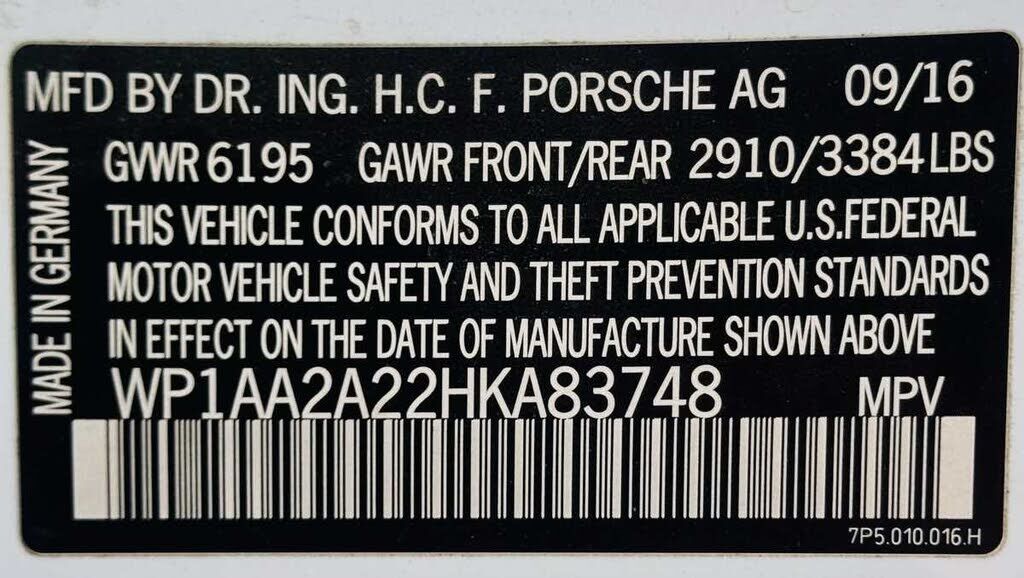 MFD BY DR. ING. H.C. F. PORSCHE AG 09/16
GVWR 6195 GAWR FRONT/REAR 2910/3384 LBS
THIS VEHICLE CONFORMS TO ALL APPLICABLE U.S.FEDERAL
MOTOR VEHICLE SAFETY AND THEFT PREVENTION STANDARDS
IN EFFECT ON THE DATE OF MANUFACTURE SHOWN ABOVE
WP1AA2A22HKA83748 MPV
7P5.010.016.H
MADE IN GERMANY